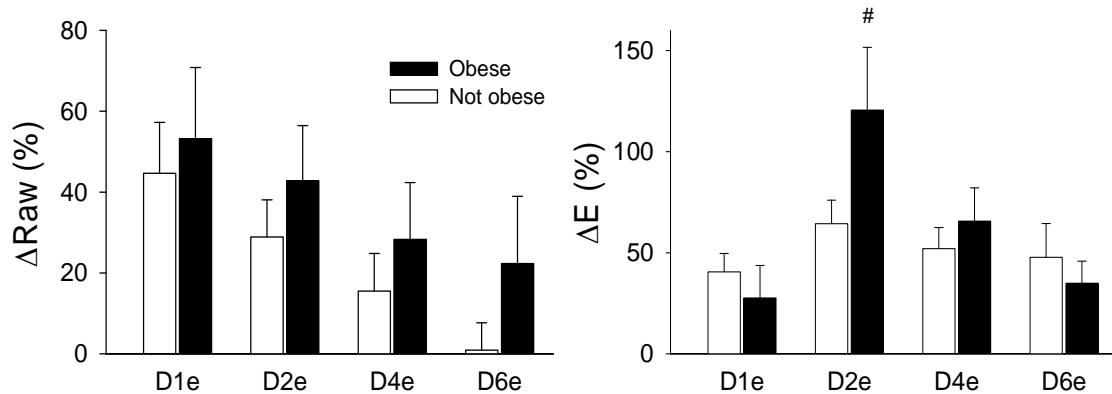 ΔRaw (%)
80
60
40
20
0
Obese
Not obese
D1e D2e D4e D6e
#
ΔE (%)
150
100
50
0
D1e D2e D4e D6e